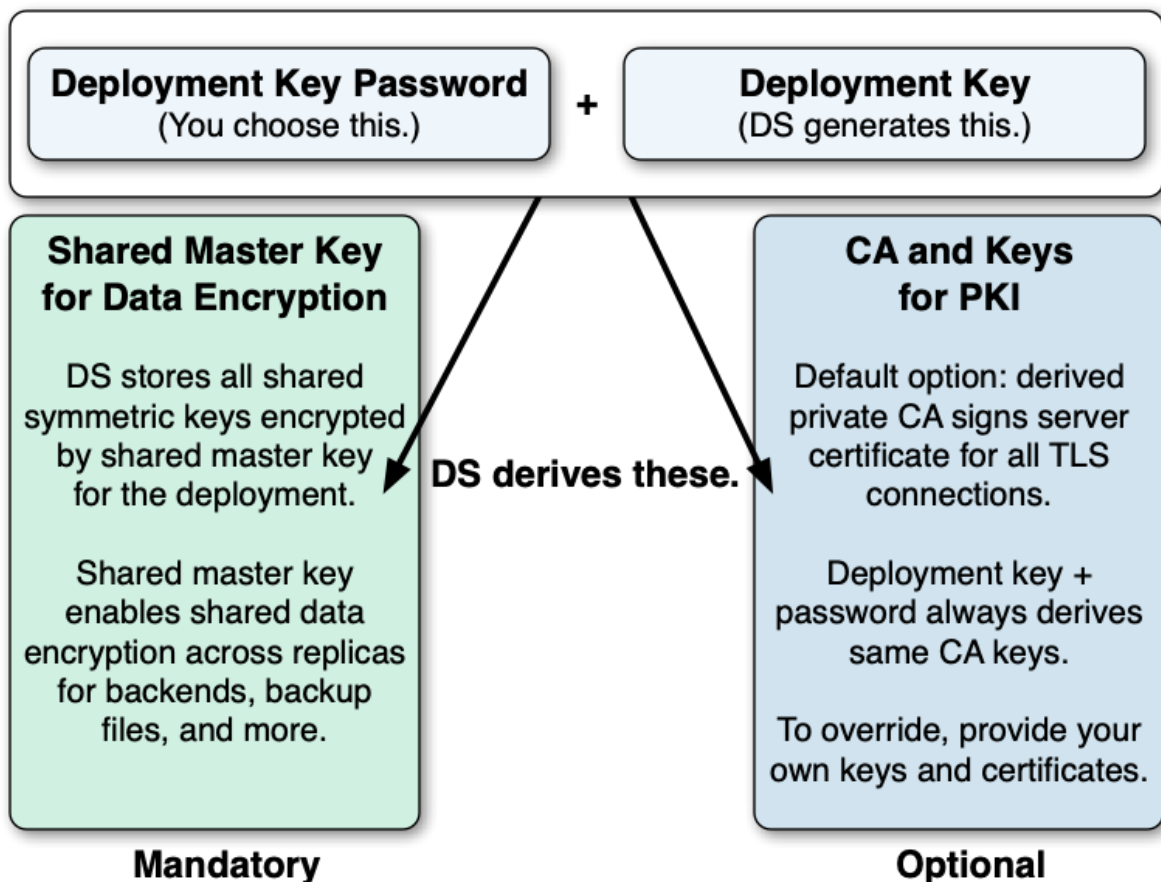 Deployment Key Password
(You choose this.)
+
Deployment Key
(DS generates this.)
Shared Master Key
for Data Encryption
DS stores all shared
symmetric keys encrypted
by shared master key
for the deployment.
Shared master key
enables shared data
encryption across replicas
for backends, backup
files, and more.
Mandatory
DS derives these.
CA and Keys
for PKI
Default option: derived
private CA signs server
certificate for all TLS
connections.
Deployment key +
password always derives
same CA keys.
To override, provide your
own keys and certificates.
Optional